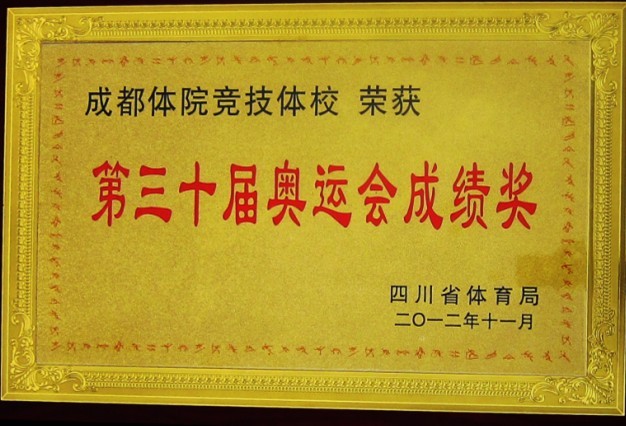 成都体院竞技体校 荣获
第三十届奥运会成绩奖
四川省体育局
二〇一二年十一月